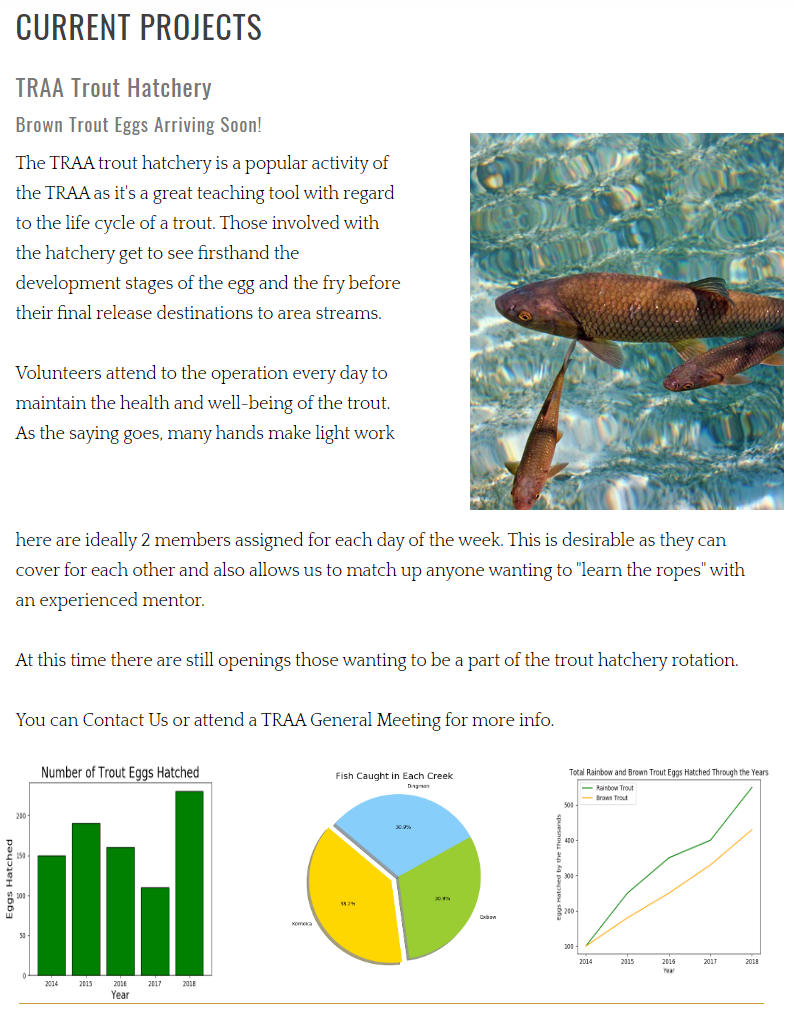 CURRENT PROJECTS
TRAA Trout Hatchery
Brown Trout Eggs Arriving Soon!
The TRAA trout hatchery is a popular activity of
the TRAA as it's a great teaching tool with regard
to the life cycle of a trout. Those involved with
the hatchery get to see firsthand the
development stages of the egg and the fry before
their final release destinations to area streams.
Volunteers attend to the operation every day to
maintain the health and well-being of the trout.
As the saying goes, many hands make light work
here are ideally 2 members assigned for each day of the week. This is desirable as they can
cover for each other and also allows us to match up anyone wanting to "learn the ropes" with
an experienced mentor.
At this time there are still openings those wanting to be a part of the trout hatchery rotation.
You can Contact Us or attend a TRAA General Meeting for more info.
Number of Trout Eggs Hatched
Eggs Hatched
200
150
100
50
0
2014 2015 2016 2017 2018
Year
Fish Caught in Each Creek
Dingman
30.9%
38.2%
30.9%
Komoka
Oxbow
Total Rainbow and Brown Trout Eggs Hatched Through the Years
Rainbow Trout
Brown Trout
Eggs Hatched by the Thousands
500
400
300
200
100
2014 2015 2016 2017 2018
Year